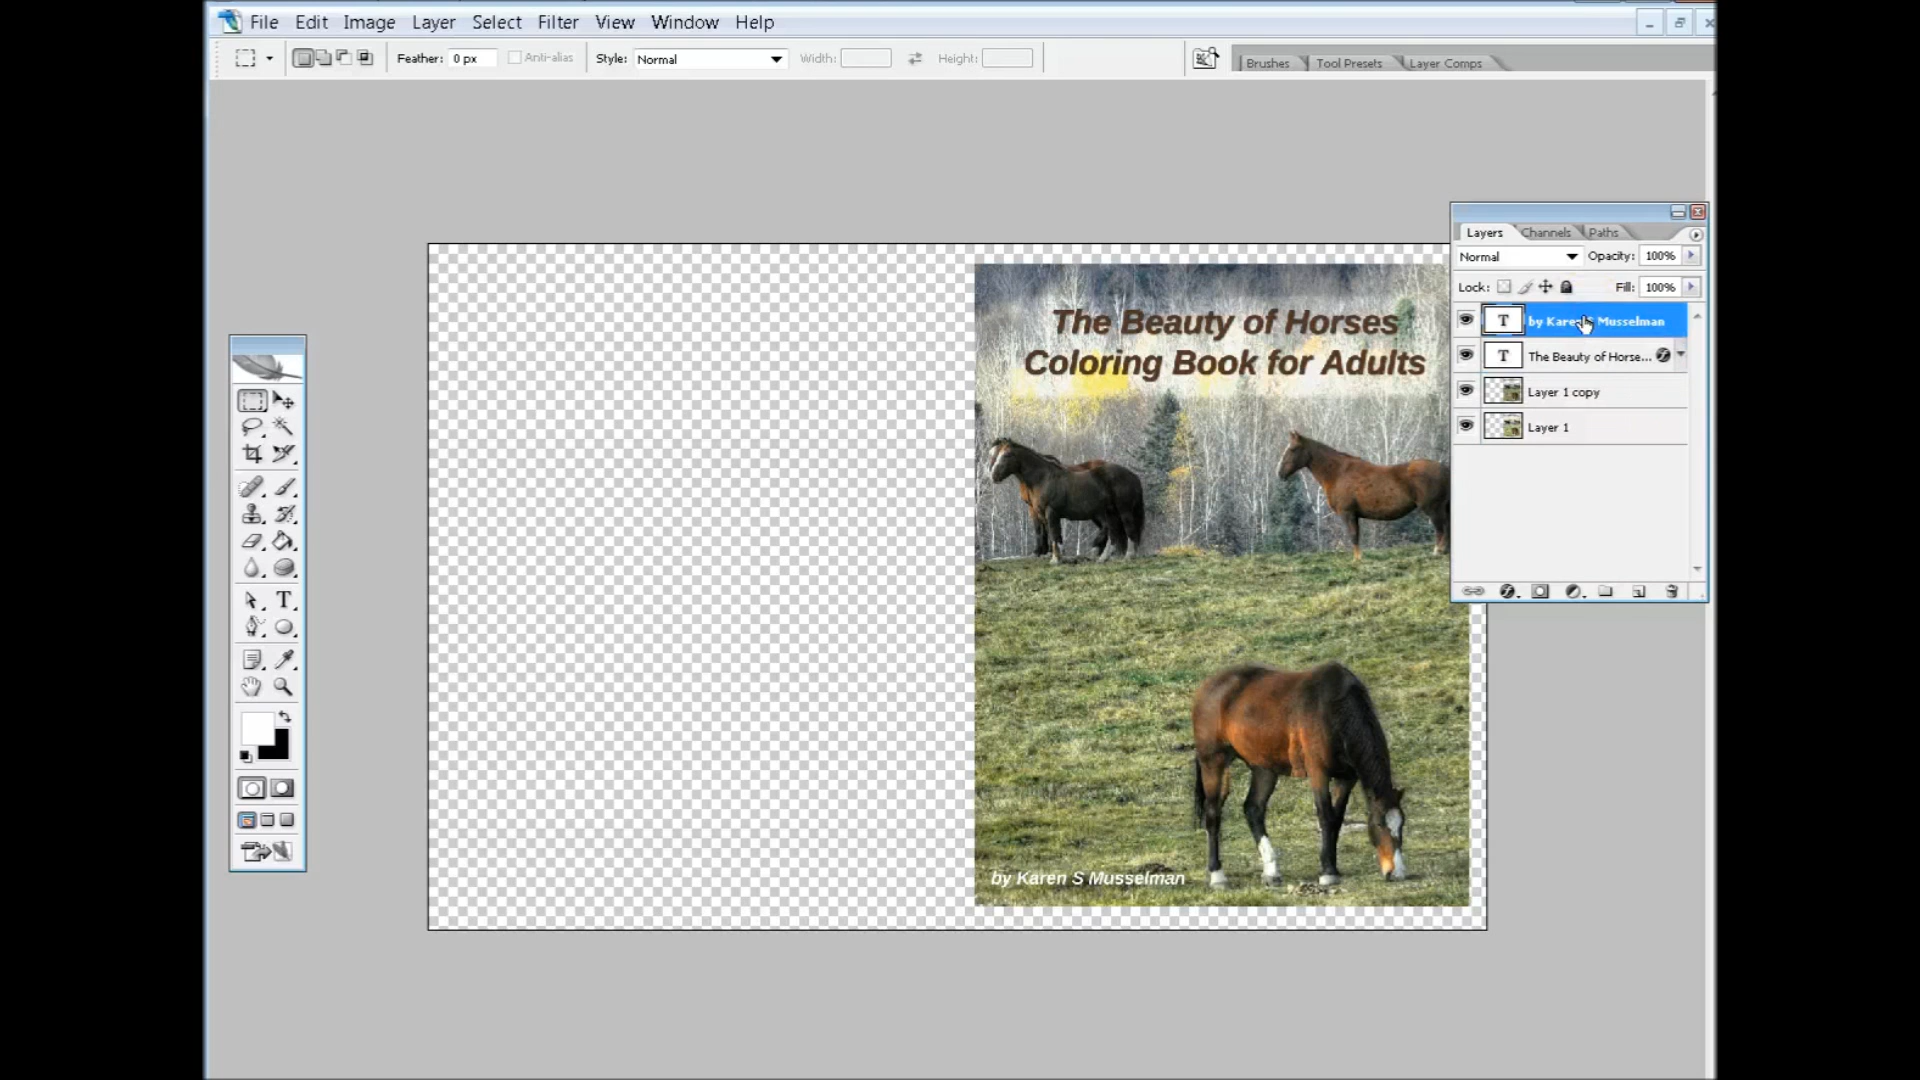 File Edit Image Layer Select Filter View Window Help
Feather: 0 px Anti-alias Style: Normal Width: Height: Brushes Tool Presets Layer Comps
Layers Channels Paths
Normal Opacity: 100%
Lock: Fill: 100%
T by Karen S Musselman
T The Beauty of Horse...
Layer 1 copy
Layer 1
The Beauty of Horses
Coloring Book for Adults
by Karen S Musselman
T